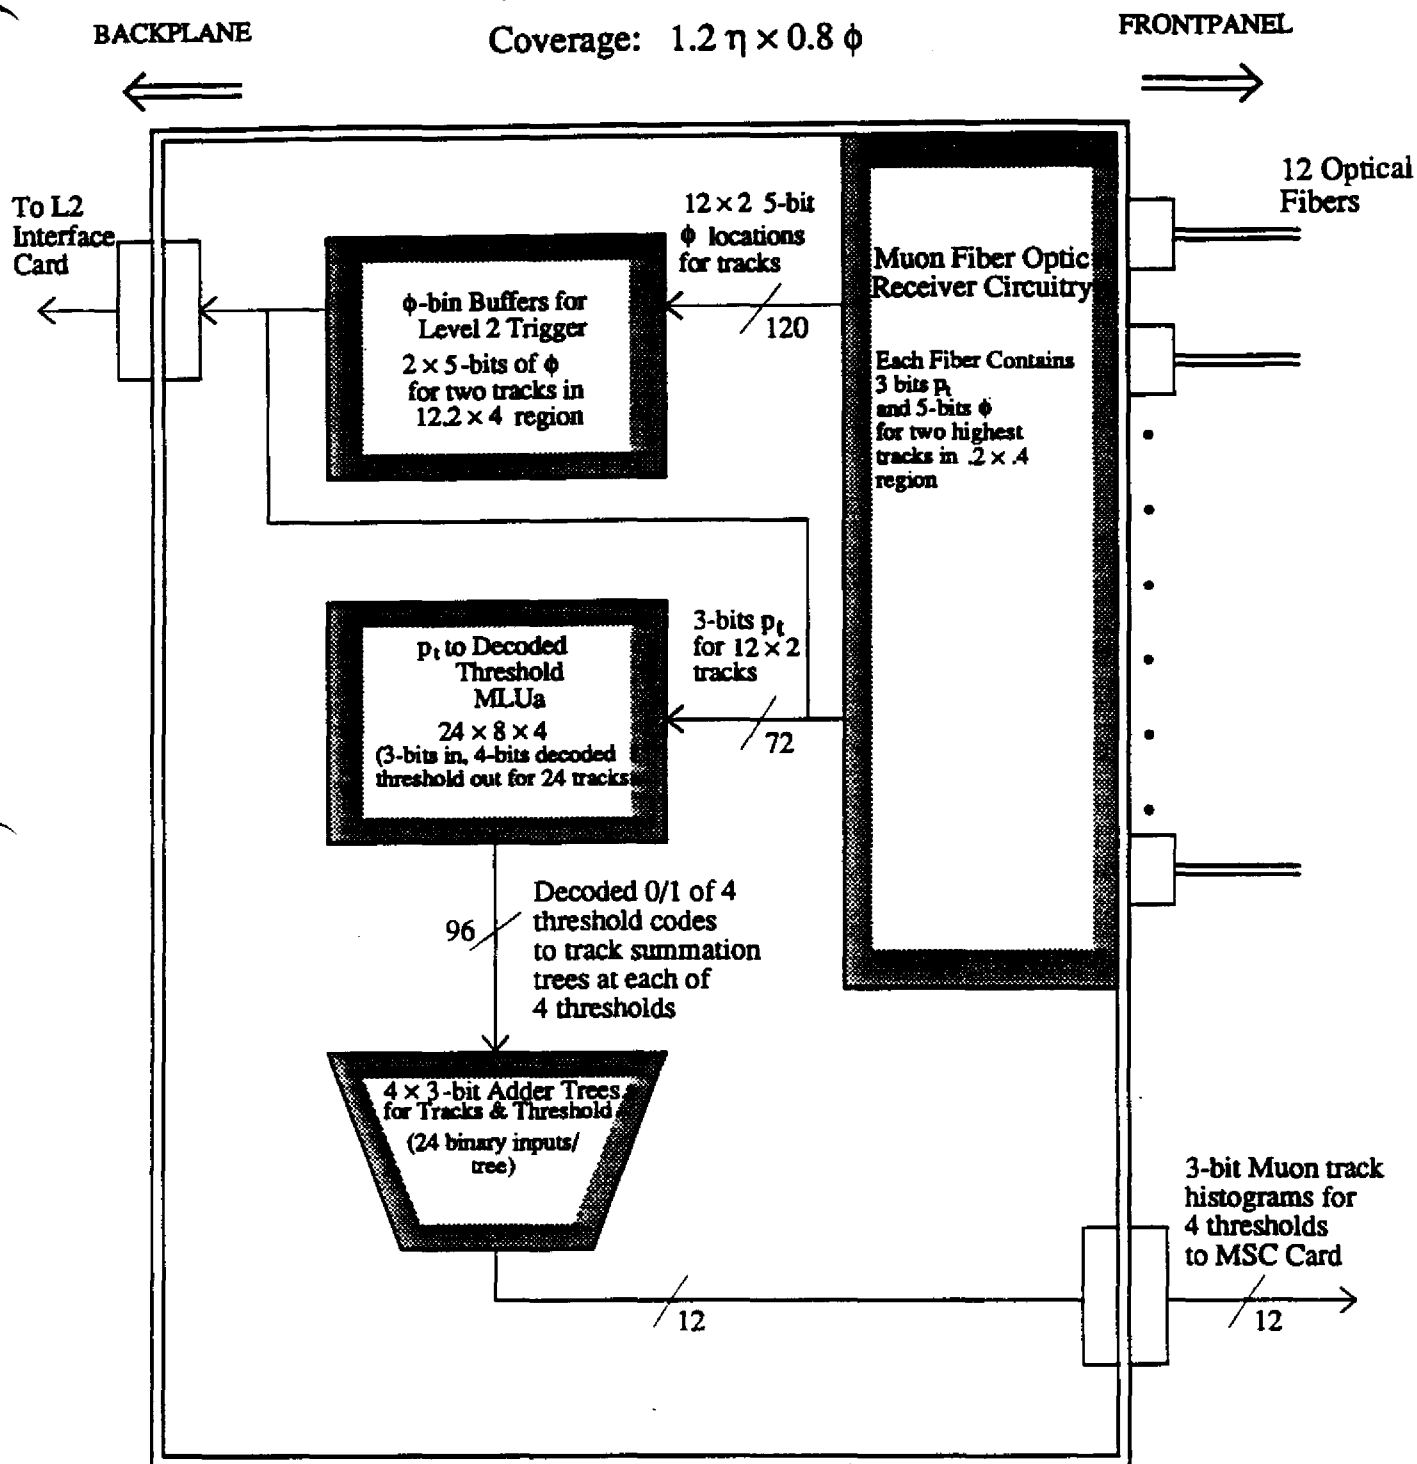 BACKPLANE
Coverage: 1.2 η × 0.8 ϕ
FRONTPANEL
12 Optical
Fibers
To L2
Interface
Card
12 × 2 5-bit
ϕ locations
for tracks
120
Muon Fiber Optic
Receiver Circuitry
Each Fiber Contains
3 bits pt
and 5-bits ϕ
for two highest
tracks in .2 × .4
region
ϕ-bin Buffers for
Level 2 Trigger
2 × 5-bits of ϕ
for two tracks in
12.2 × 4 region
3-bits pt
for 12 × 2
tracks
72
pt to Decoded
Threshold
MLUa
24 × 8 × 4
(3-bits in, 4-bits decoded
threshold out for 24 tracks
96
Decoded 0/1 of 4
threshold codes
to track summation
trees at each of
4 thresholds
4 × 3-bit Adder Trees
for Tracks & Threshold
(24 binary inputs/
tree)
12
3-bit Muon track
histograms for
4 thresholds
to MSC Card
12